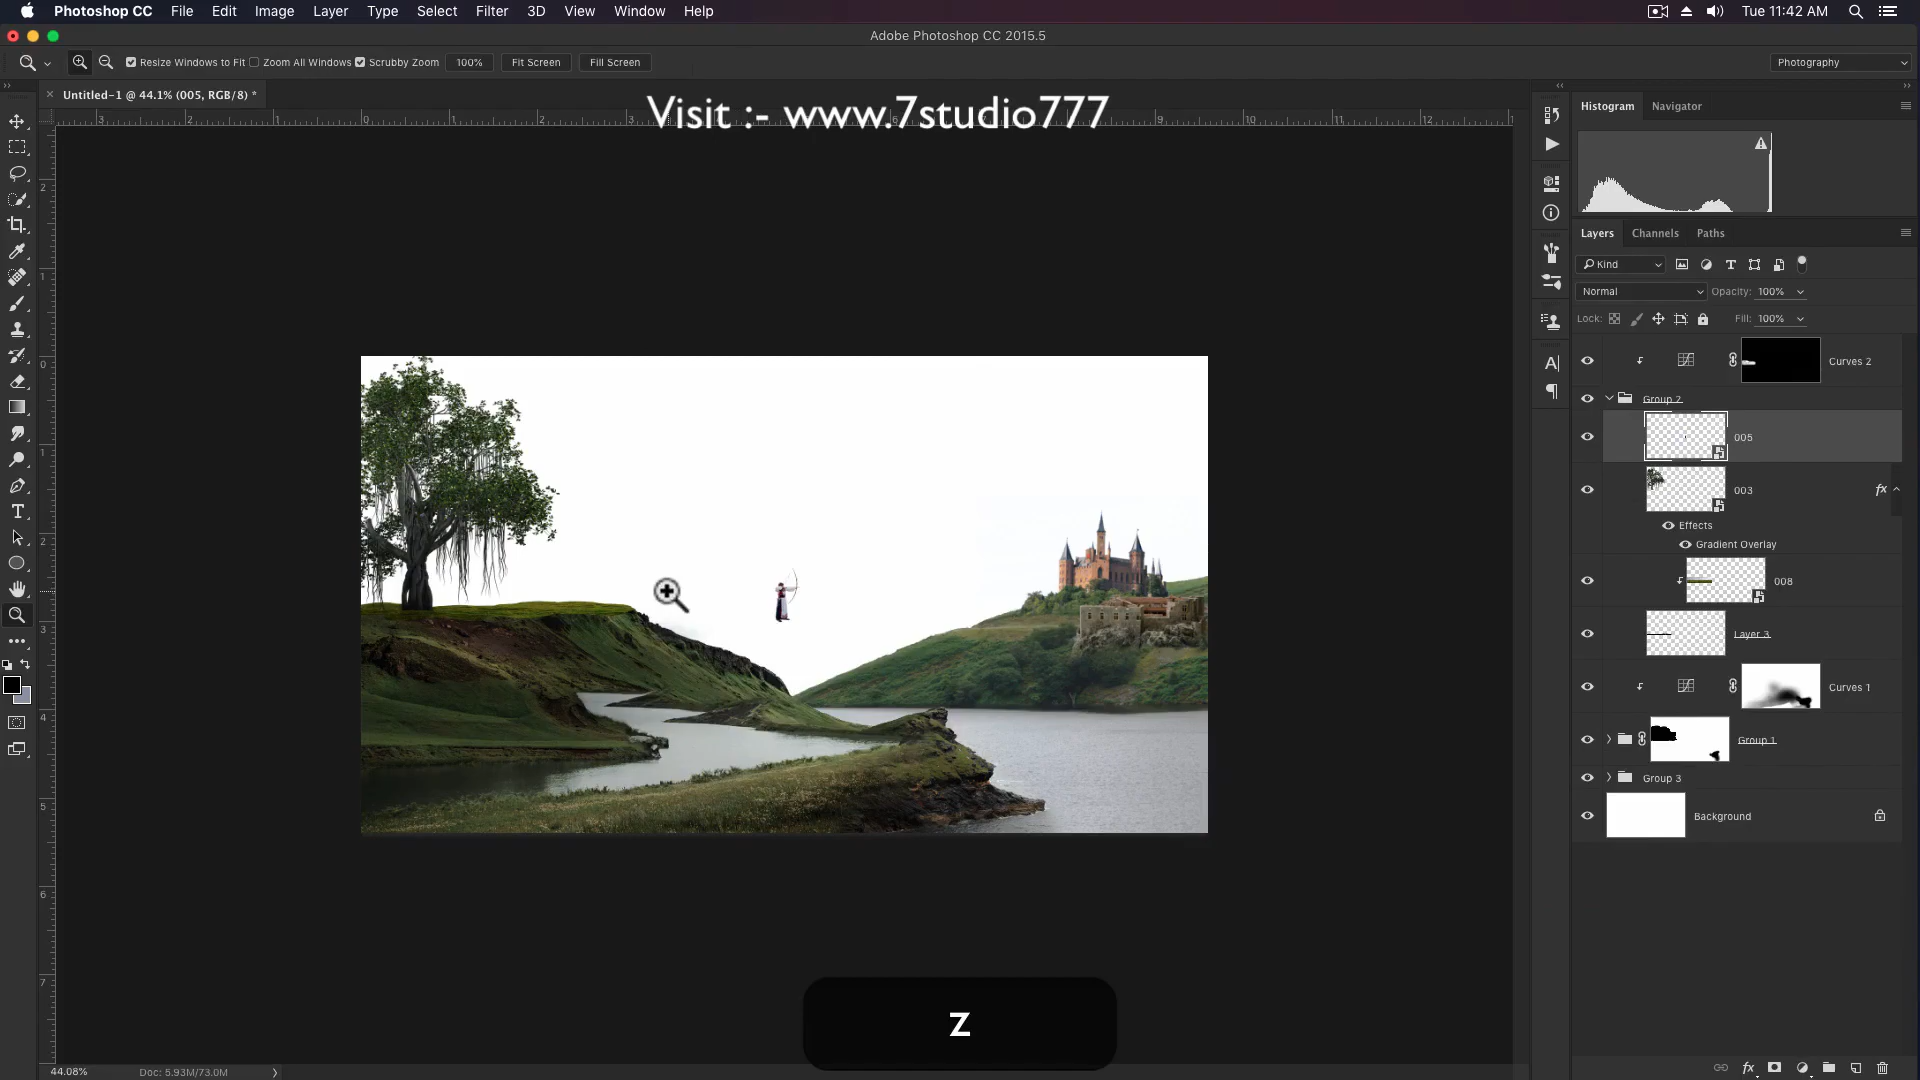 Photoshop CC File Edit Image Layer Type Select Filter 3D View Window Help Tue 11:42 AM
Adobe Photoshop CC 2015.5
Resize Windows to Fit Zoom All Windows Scrubby Zoom 100% Fit Screen Fill Screen Photography
Untitled-1 @ 44.1% (005, RGB/8) *
Visit :- www.7studio777
Histogram Navigator
Layers Channels Paths
Kind
Normal Opacity: 100%
Lock: Fill: 100%
Curves 2
Group 2
005
003 fx
Effects
Gradient Overlay
008
Layer 3
Curves 1
Group 1
Group 3
Background
z
44.08% Doc: 5.93M/73.0M